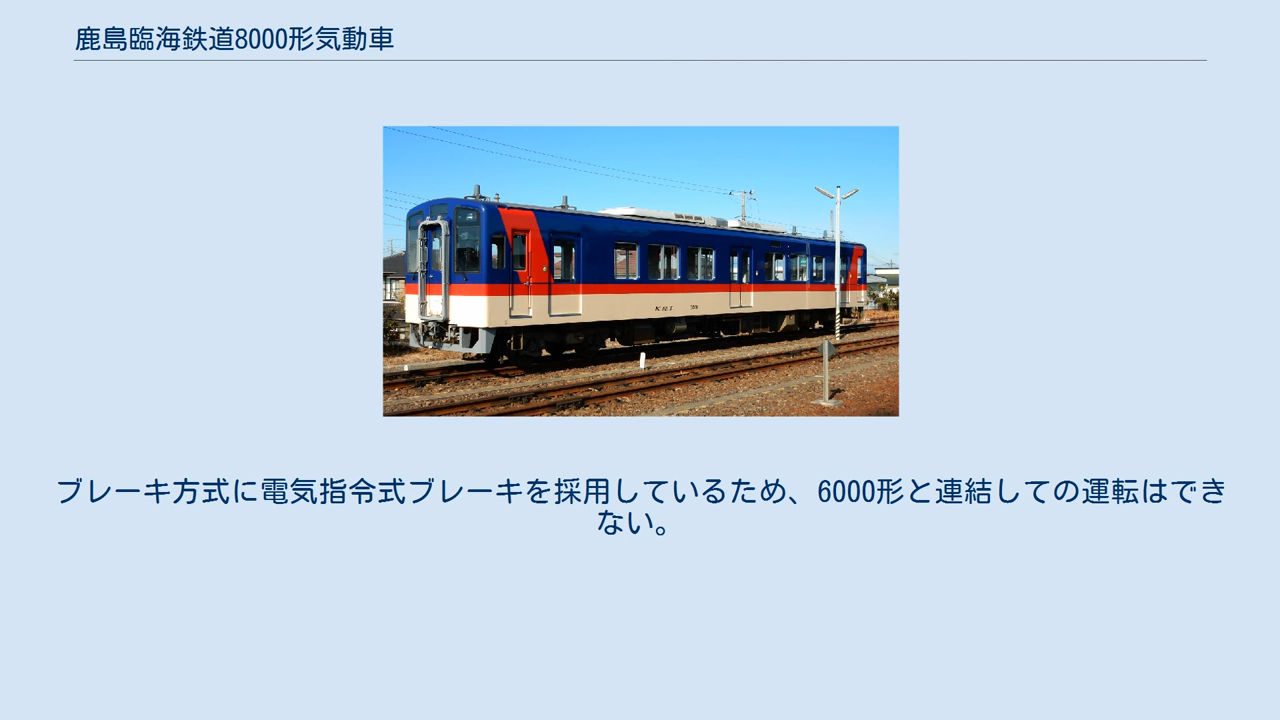 鹿島臨海鉄道8000形気動車
KRT
ブレーキ方式に電気指令式ブレーキを採用しているため、6000形と連結しての運転はでき
ない。